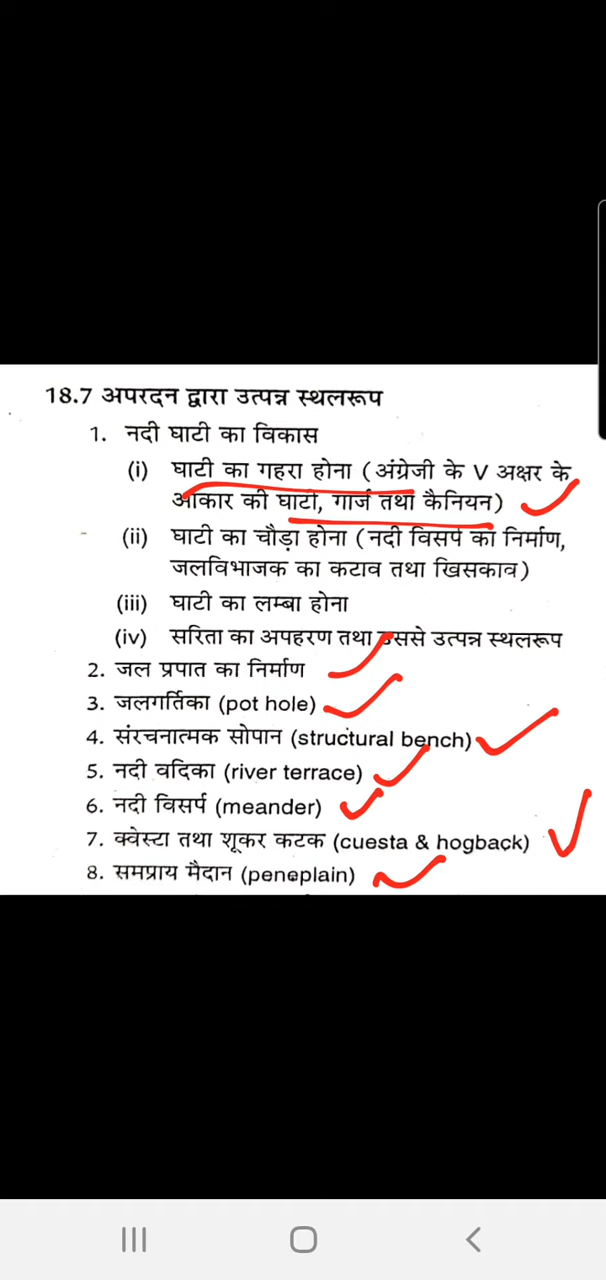 18.7 अपरदन द्वारा उत्पन्न स्थलरूप
1. नदी घाटी का विकास
(i) घाटी का गहरा होना (अंग्रेजी के V अक्षर के
आकार की घाटी, गार्ज तथा कैनियन)
(ii) घाटी का चौड़ा होना (नदी विसर्प का निर्माण,
जलविभाजक का कटाव तथा खिसकाव)
(iii) घाटी का लम्बा होना
(iv) सरिता का अपहरण तथा उससे उत्पन्न स्थलरूप
2. जल प्रपात का निर्माण
3. जलगर्तिका (pot hole)
4. संरचनात्मक सोपान (structural bench)
5. नदी वदिका (river terrace)
6. नदी विसर्प (meander)
7. क्वेस्टा तथा शूकर कटक (cuesta & hogback)
8. समप्राय मैदान (peneplain)